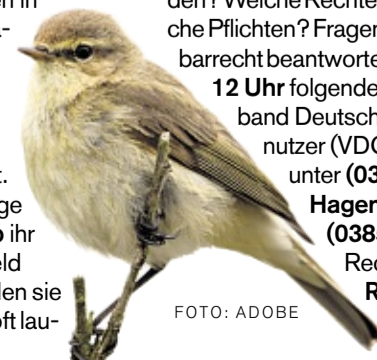 en in
t.
ge
ihr
eld
len sie
oft lau-
den? Welche Rechte
che Pflichten? Fragen
barrecht beantworte
12 Uhr folgende
band Deutsch
nutzer (VDG
unter (03
Hagen
(038
Rec
R
FOTO: ADOBE